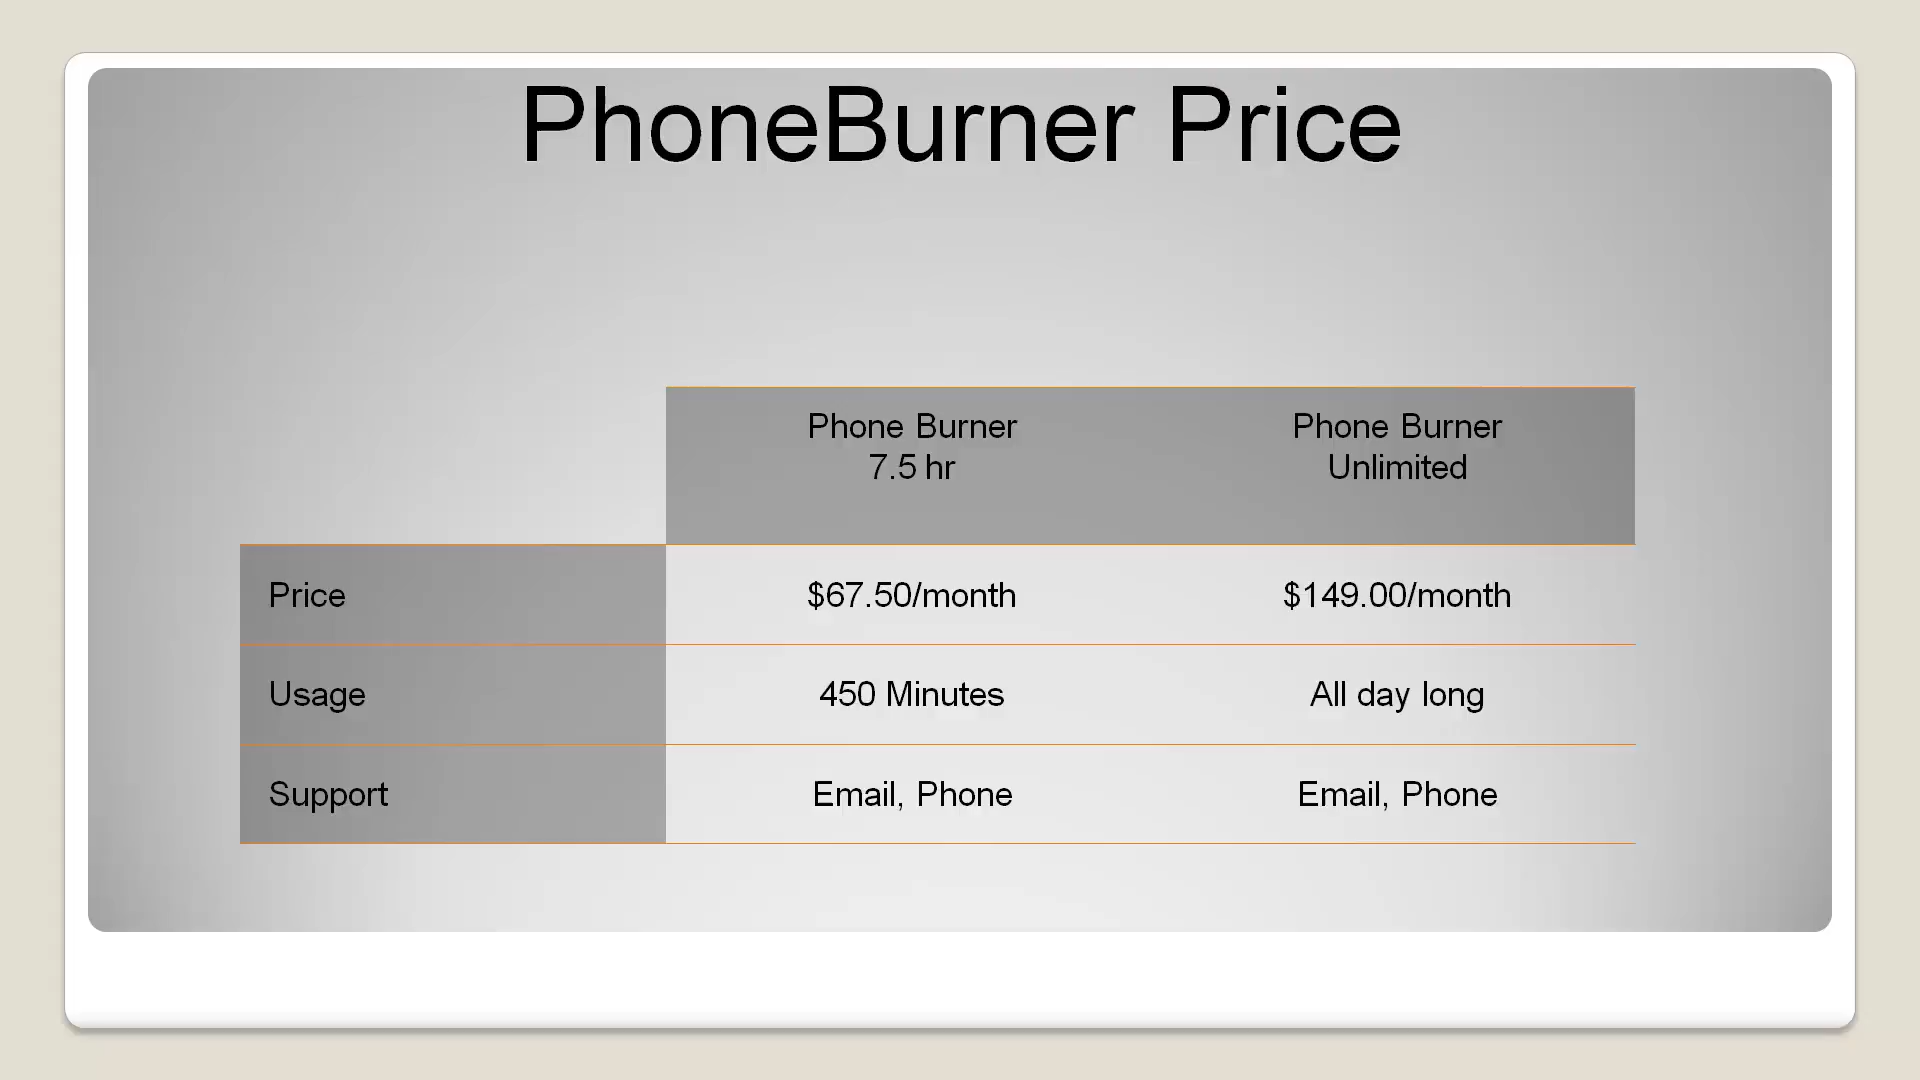 PhoneBurner Price
Phone Burner
7.5 hr
Phone Burner
Unlimited
Price
$67.50/month
$149.00/month
Usage
450 Minutes
All day long
Support
Email, Phone
Email, Phone